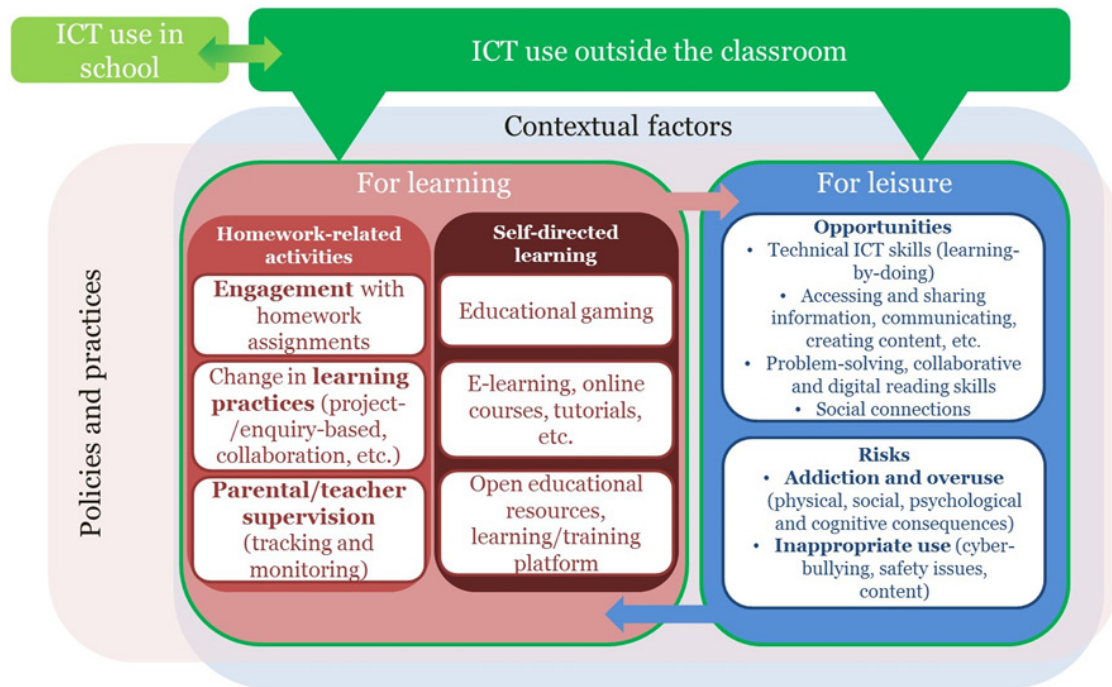 ICT use in
school
ICT use outside the classroom
Contextual factors
Policies and practices
For learning
Homework-related
activities
Engagement with
homework
assignments
Change in learning
practices (project-
/enquiry-based,
collaboration, etc.)
Parental/teacher
supervision
(tracking and
monitoring)
Self-directed
learning
Educational gaming
E-learning, online
courses, tutorials,
etc.
Open educational
resources,
learning/training
platform
For leisure
Opportunities
• Technical ICT skills (learning-
by-doing)
• Accessing and sharing
information, communicating,
creating content, etc.
• Problem-solving, collaborative
and digital reading skills
• Social connections
Risks
• Addiction and overuse
(physical, social, psychological
and cognitive consequences)
• Inappropriate use (cyber-
bullying, safety issues,
content)